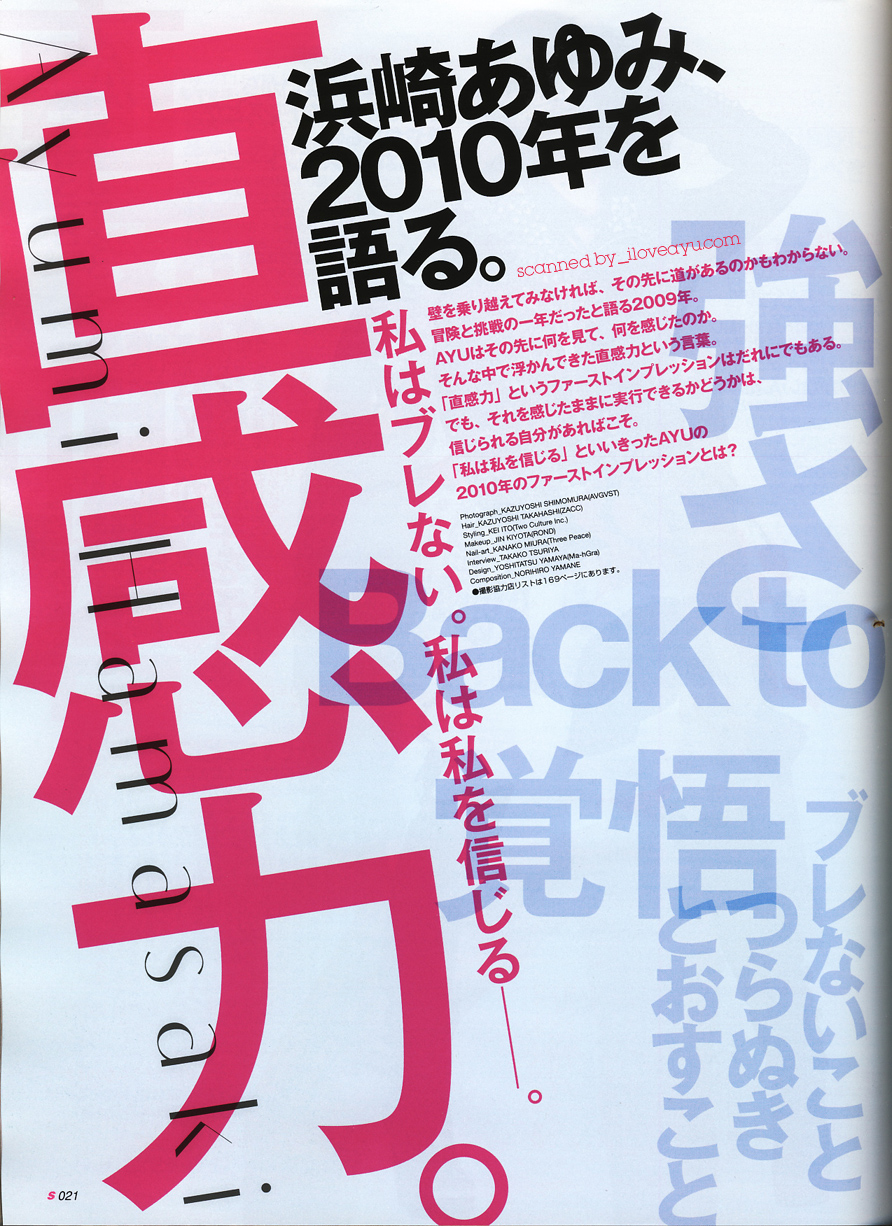 浜崎あゆみ、
2010年を
語る。
直感力。
Ayumi Hamasaki
scanned by_iloveayu.com
壁を乗り越えてみなければ、その先に道があるのかもわからない。
冒険と挑戦の一年だったと語る2009年。
AYUはその先に何を見て、何を感じたのか。
そんな中で浮かんできた直感力という言葉。
「直感力」というファーストインプレッションはだれにでもある。
でも、それを感じたままに実行できるかどうかは、
信じられる自分があればこそ。
「私は私を信じる」といいきったAYUの
2010年のファーストインプレッションとは?
私はブレない。私は私を信じる――。
Photograph_KAZUYOSHI SHIMOMURA(AVGVST)
Hair_KAZUYOSHI TAKAHASHI(ZACC)
Styling_KEI ITO(Two Culture Inc.)
Makeup_JIN KIYOTA(ROND)
Nail-art_KANAKO MIURA(Three Peace)
Interview_TAKAKO TSURIYA
Design_YOSHITATSU YAMAYA(Ma-hGra)
Composition_NORIHIRO YAMANE
●撮影協力店リストは169ページにあります。
強さ
Back to
覚悟
ブレないこと
つらぬき
とおすこと
S 021